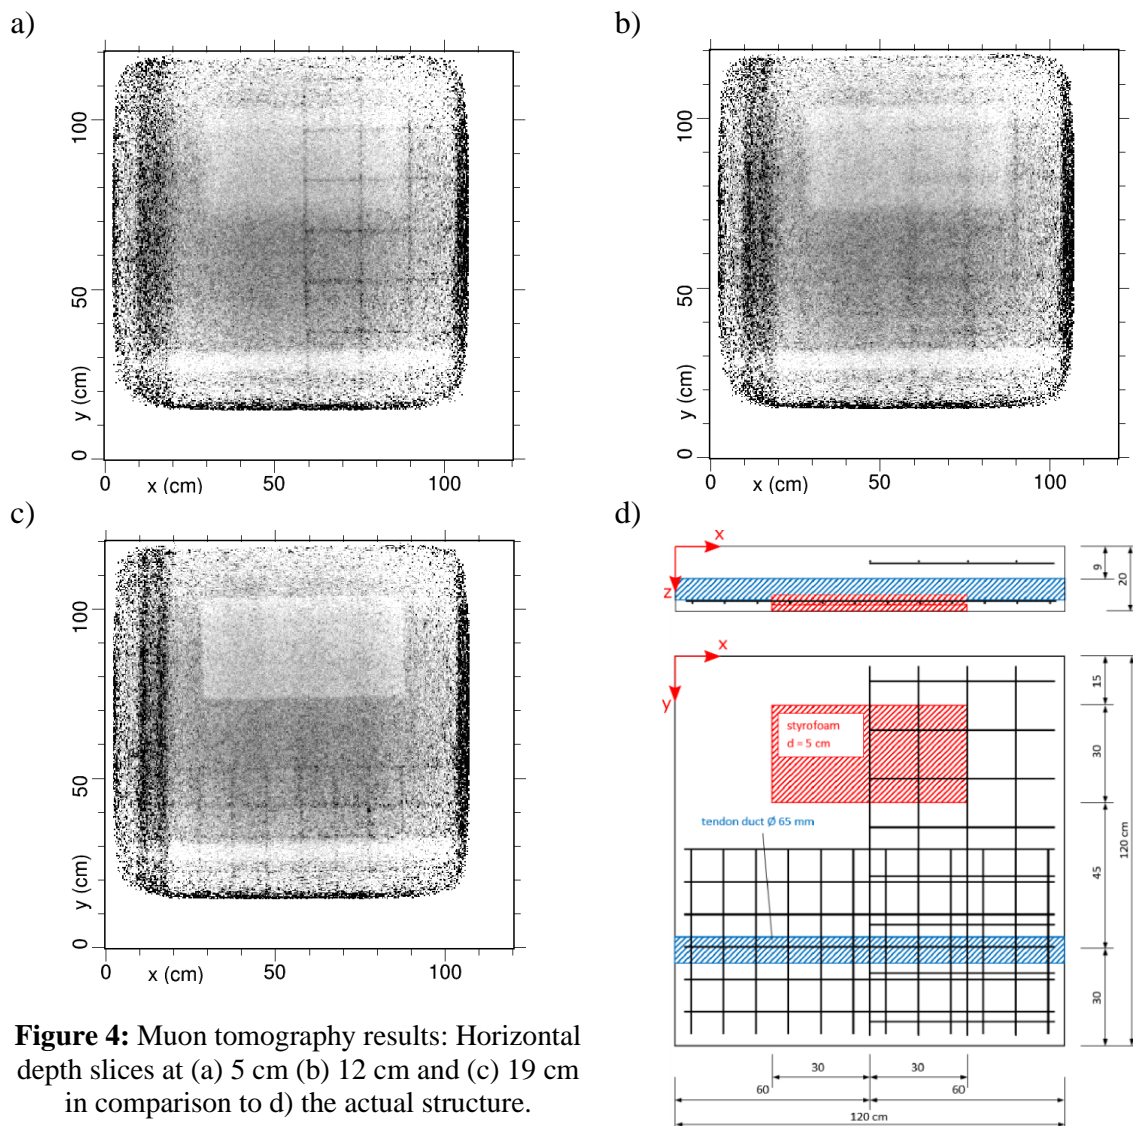 a)
100
50
y (cm)
0
0
x (cm)
50
100
b)
100
50
y (cm)
0
0
x (cm)
50
100
c)
100
50
y (cm)
0
0
x (cm)
50
100
d)
x
z
9
20
x
y
styrofoam
d = 5 cm
tendon duct Ø 65 mm
15
30
45
30
120 cm
30
30
60
60
120 cm
Figure 4: Muon tomography results: Horizontal
depth slices at (a) 5 cm (b) 12 cm and (c) 19 cm
in comparison to d) the actual structure.